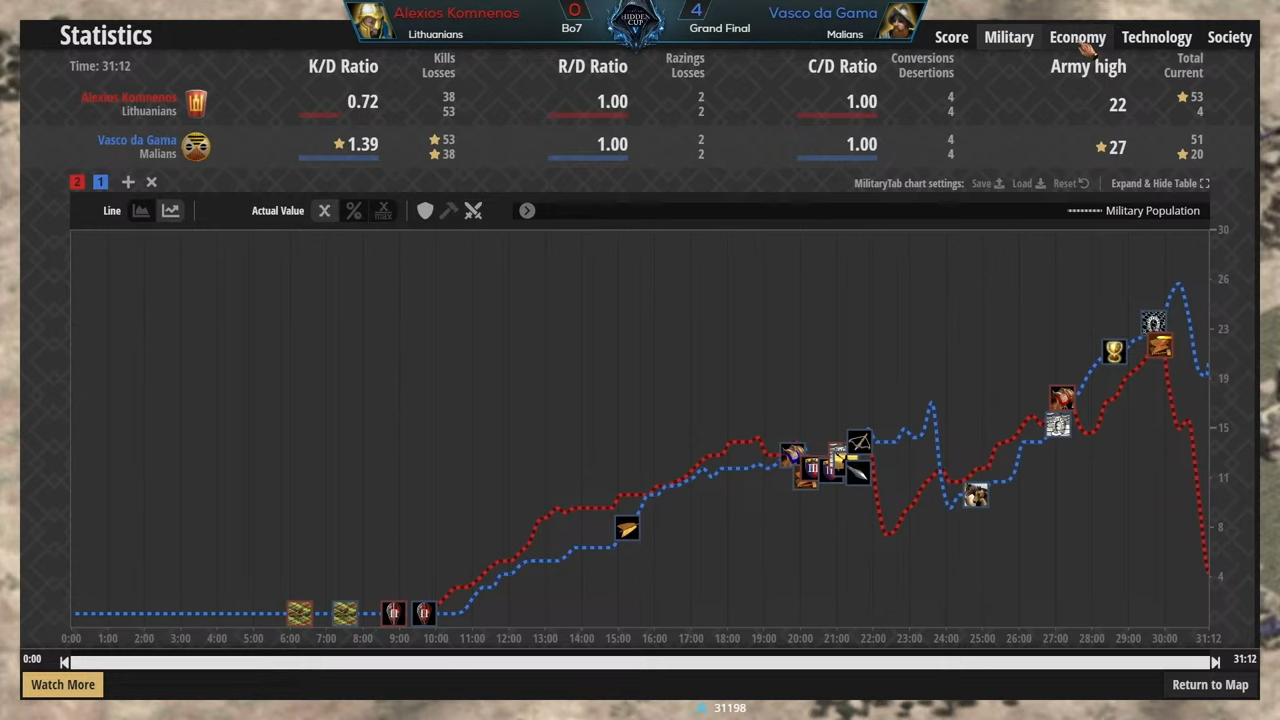 Alexios Komnenos 0 HIDDEN CUP 4 Vasco da Gama
Lithuanians Bo7 Grand Final Malians
Statistics
Score Military Economy Technology Society
Time: 31:12
K/D Ratio Kills Losses R/D Ratio Razings Losses C/D Ratio Conversions Desertions Army high Total Current
Alexios Komnenos 0.72 38 1.00 2 1.00 4 22 53
Lithuanians 53 2 4 4
Vasco da Gama 1.39 53 1.00 2 1.00 4 27 51
Malians 38 2 4 20
2 1 + × MilitaryTab chart settings: Save Load Reset Expand & Hide Table
Line Actual Value X % X max Military Population
30
26
23
19
15
11
8
4
0:00 1:00 2:00 3:00 4:00 5:00 6:00 7:00 8:00 9:00 10:00 11:00 12:00 13:00 14:00 15:00 16:00 17:00 18:00 19:00 20:00 21:00 22:00 23:00 24:00 25:00 26:00 27:00 28:00 29:00 30:00 31:12
0:00 31:12
Watch More Return to Map
31198